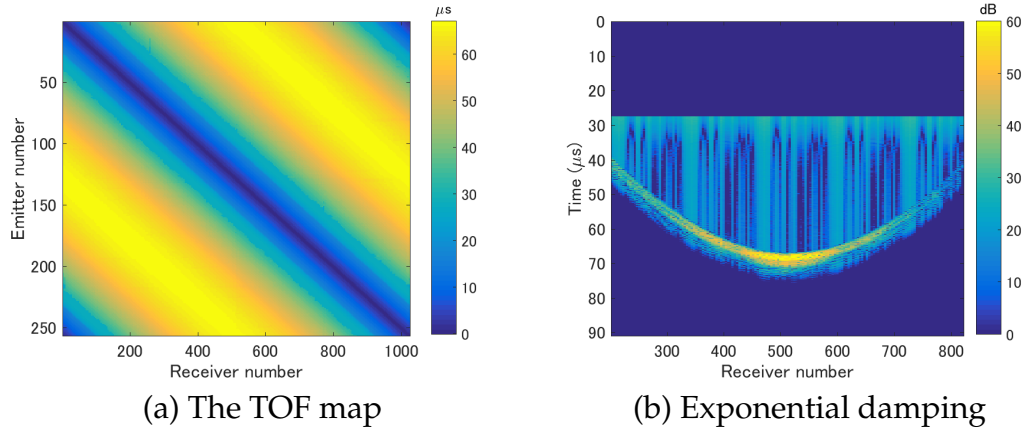 μs
60
50
40
30
20
10
0
50
100
150
200
250
200 400 600 800 1000
Emitter number
Receiver number
(a) The TOF map
dB
60
50
40
30
20
10
0
0
10
20
30
40
50
60
70
80
90
300 400 500 600 700 800
Time (μs)
Receiver number
(b) Exponential damping